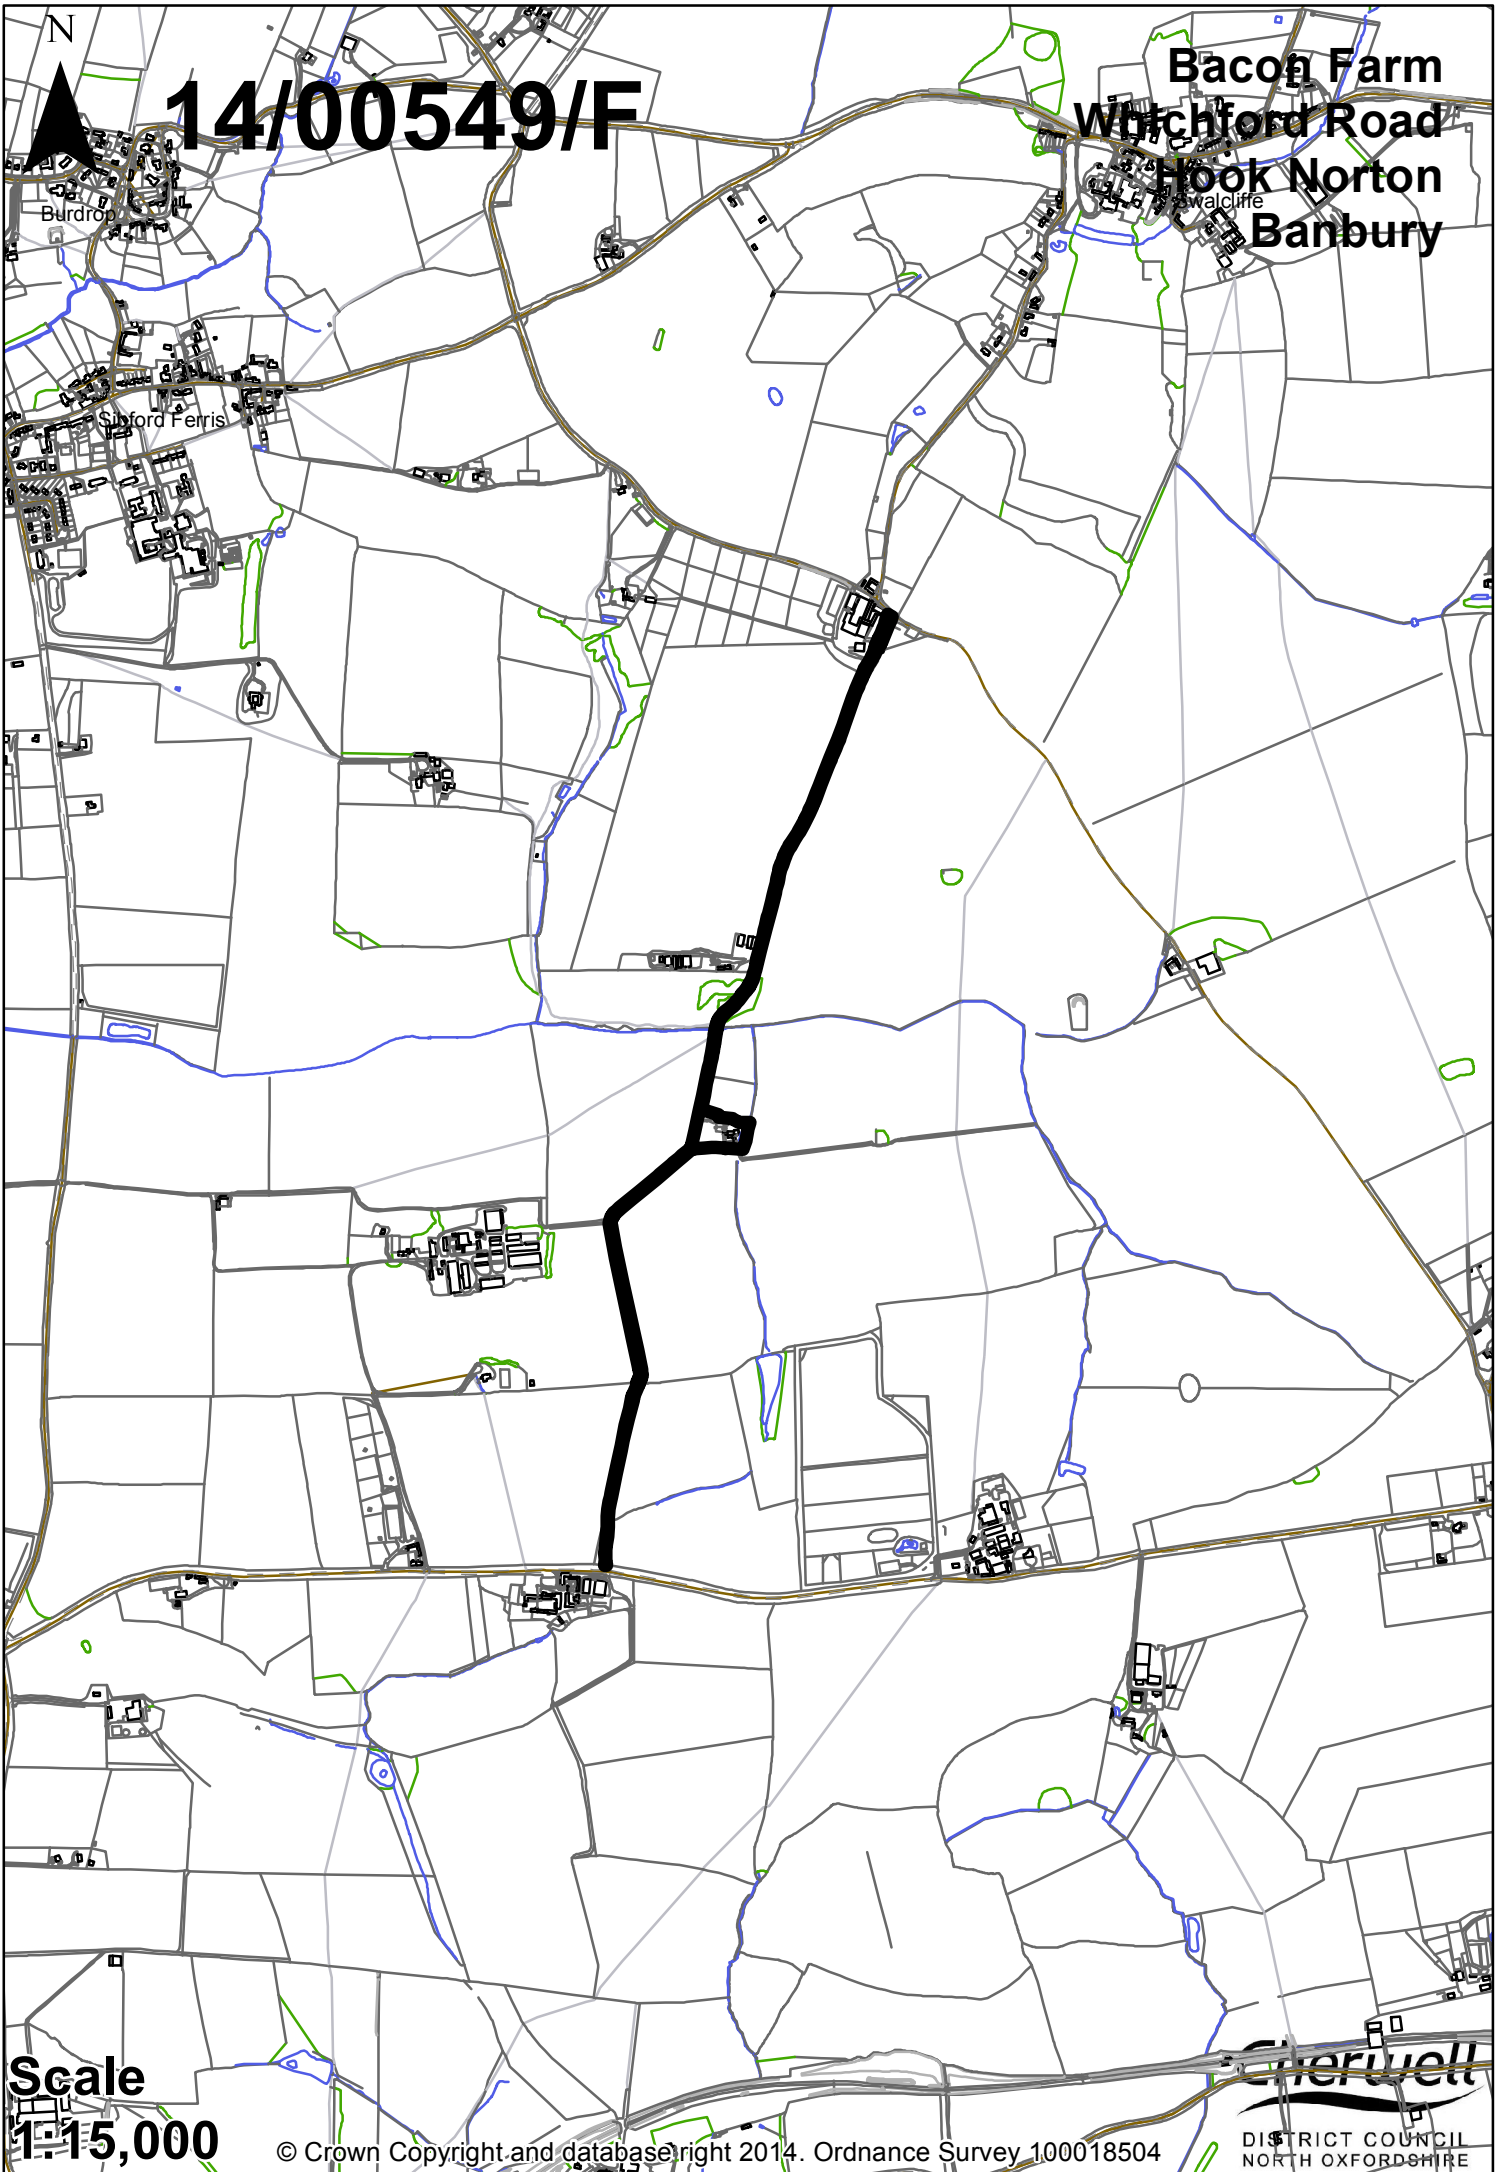 N
14/00549/F
Bacon Farm
Whichford Road
Hook Norton
Banbury
Burdrop
Swalcliffe
Sibford Ferris
Scale
1:15,000
© Crown Copyright and database right 2014. Ordnance Survey 100018504
Cherwell
DISTRICT COUNCIL
NORTH OXFORDSHIRE